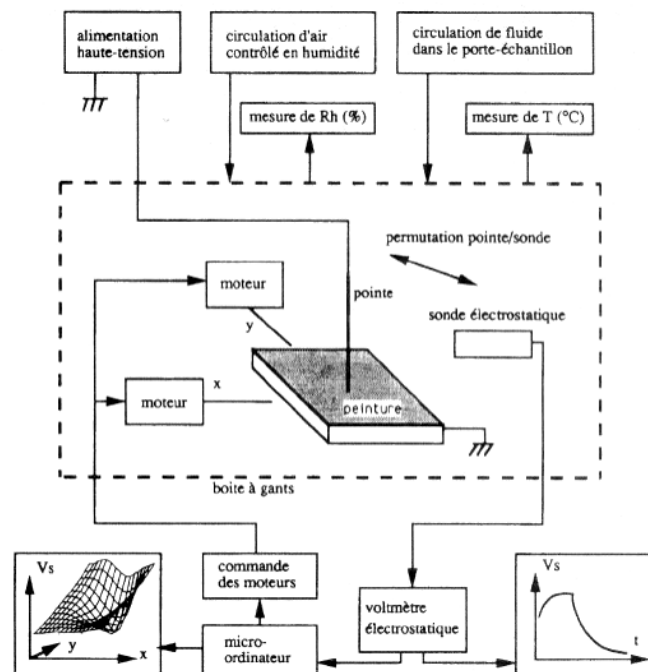 alimentation
haute-tension
circulation d'air
contrôlé en humidité
circulation de fluide
dans le porte-échantillon
mesure de Rh (%)
mesure de T (°C)
permutation pointe/sonde
moteur
pointe
sonde électrostatique
y
x
moteur
peinture
boite à gants
Vs
y
x
commande
des moteurs
micro-
ordinateur
voltmètre
électrostatique
Vs
t